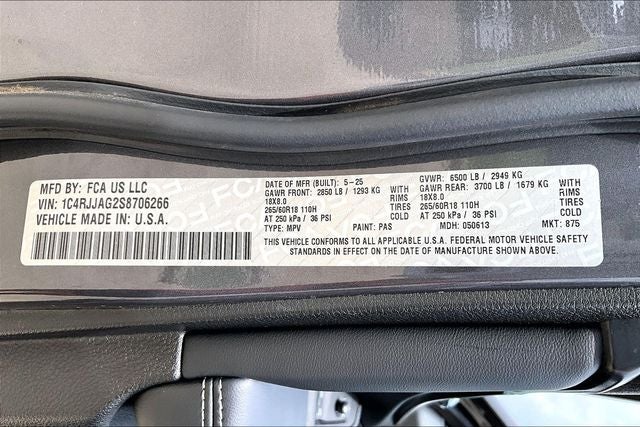 MFD BY: FCA US LLC
VIN: 1C4RJJAG2S8706266
VEHICLE MADE IN U.S.A.
DATE OF MFR (BUILT): 5-25
GAWR FRONT: 2850 LB / 1293 KG WITH
18X8.0 RIMS
265/60R18 110H TIRES
AT 250 kPa / 36 PSI
TYPE: MPV PAINT: PAS
GVWR: 6500 LB / 2949 KG
GAWR REAR: 3700 LB / 1679 KG WITH
18X8.0 RIMS
265/60R18 110H TIRES
AT 250 kPa / 36 PSI
MDH: 050613 MKT: 875
THIS VEHICLE CONFORMS TO ALL APPLICABLE U.S.A. FEDERAL MOTOR VEHICLE SAFETY
STANDARDS IN EFFECT ON THE DATE OF MANUFACTURE SHOWN ABOVE.